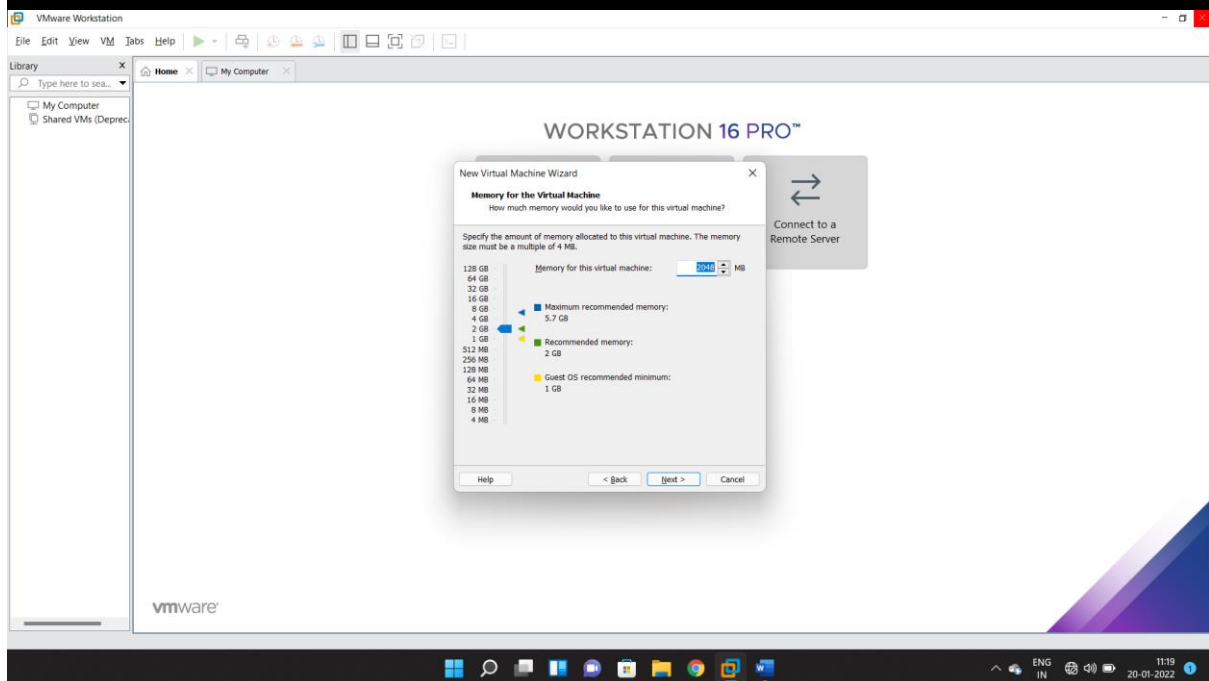 VMware Workstation
File Edit View VM Tabs Help
Library X
Type here to sea...
My Computer
Shared VMs (Depreca
Home
My Computer
WORKSTATION 16 PRO™
Connect to a
Remote Server
New Virtual Machine Wizard
Memory for the Virtual Machine
How much memory would you like to use for this virtual machine?
Specify the amount of memory allocated to this virtual machine. The memory
size must be a multiple of 4 MB.
Memory for this virtual machine: 2048 MB
128 GB
64 GB
32 GB
16 GB
8 GB
4 GB
2 GB
1 GB
512 MB
256 MB
128 MB
64 MB
32 MB
16 MB
8 MB
4 MB
Maximum recommended memory:
5.7 GB
Recommended memory:
2 GB
Guest OS recommended minimum:
1 GB
Help < Back Next > Cancel
vmware
ENG
IN
11:19
20-01-2022
1